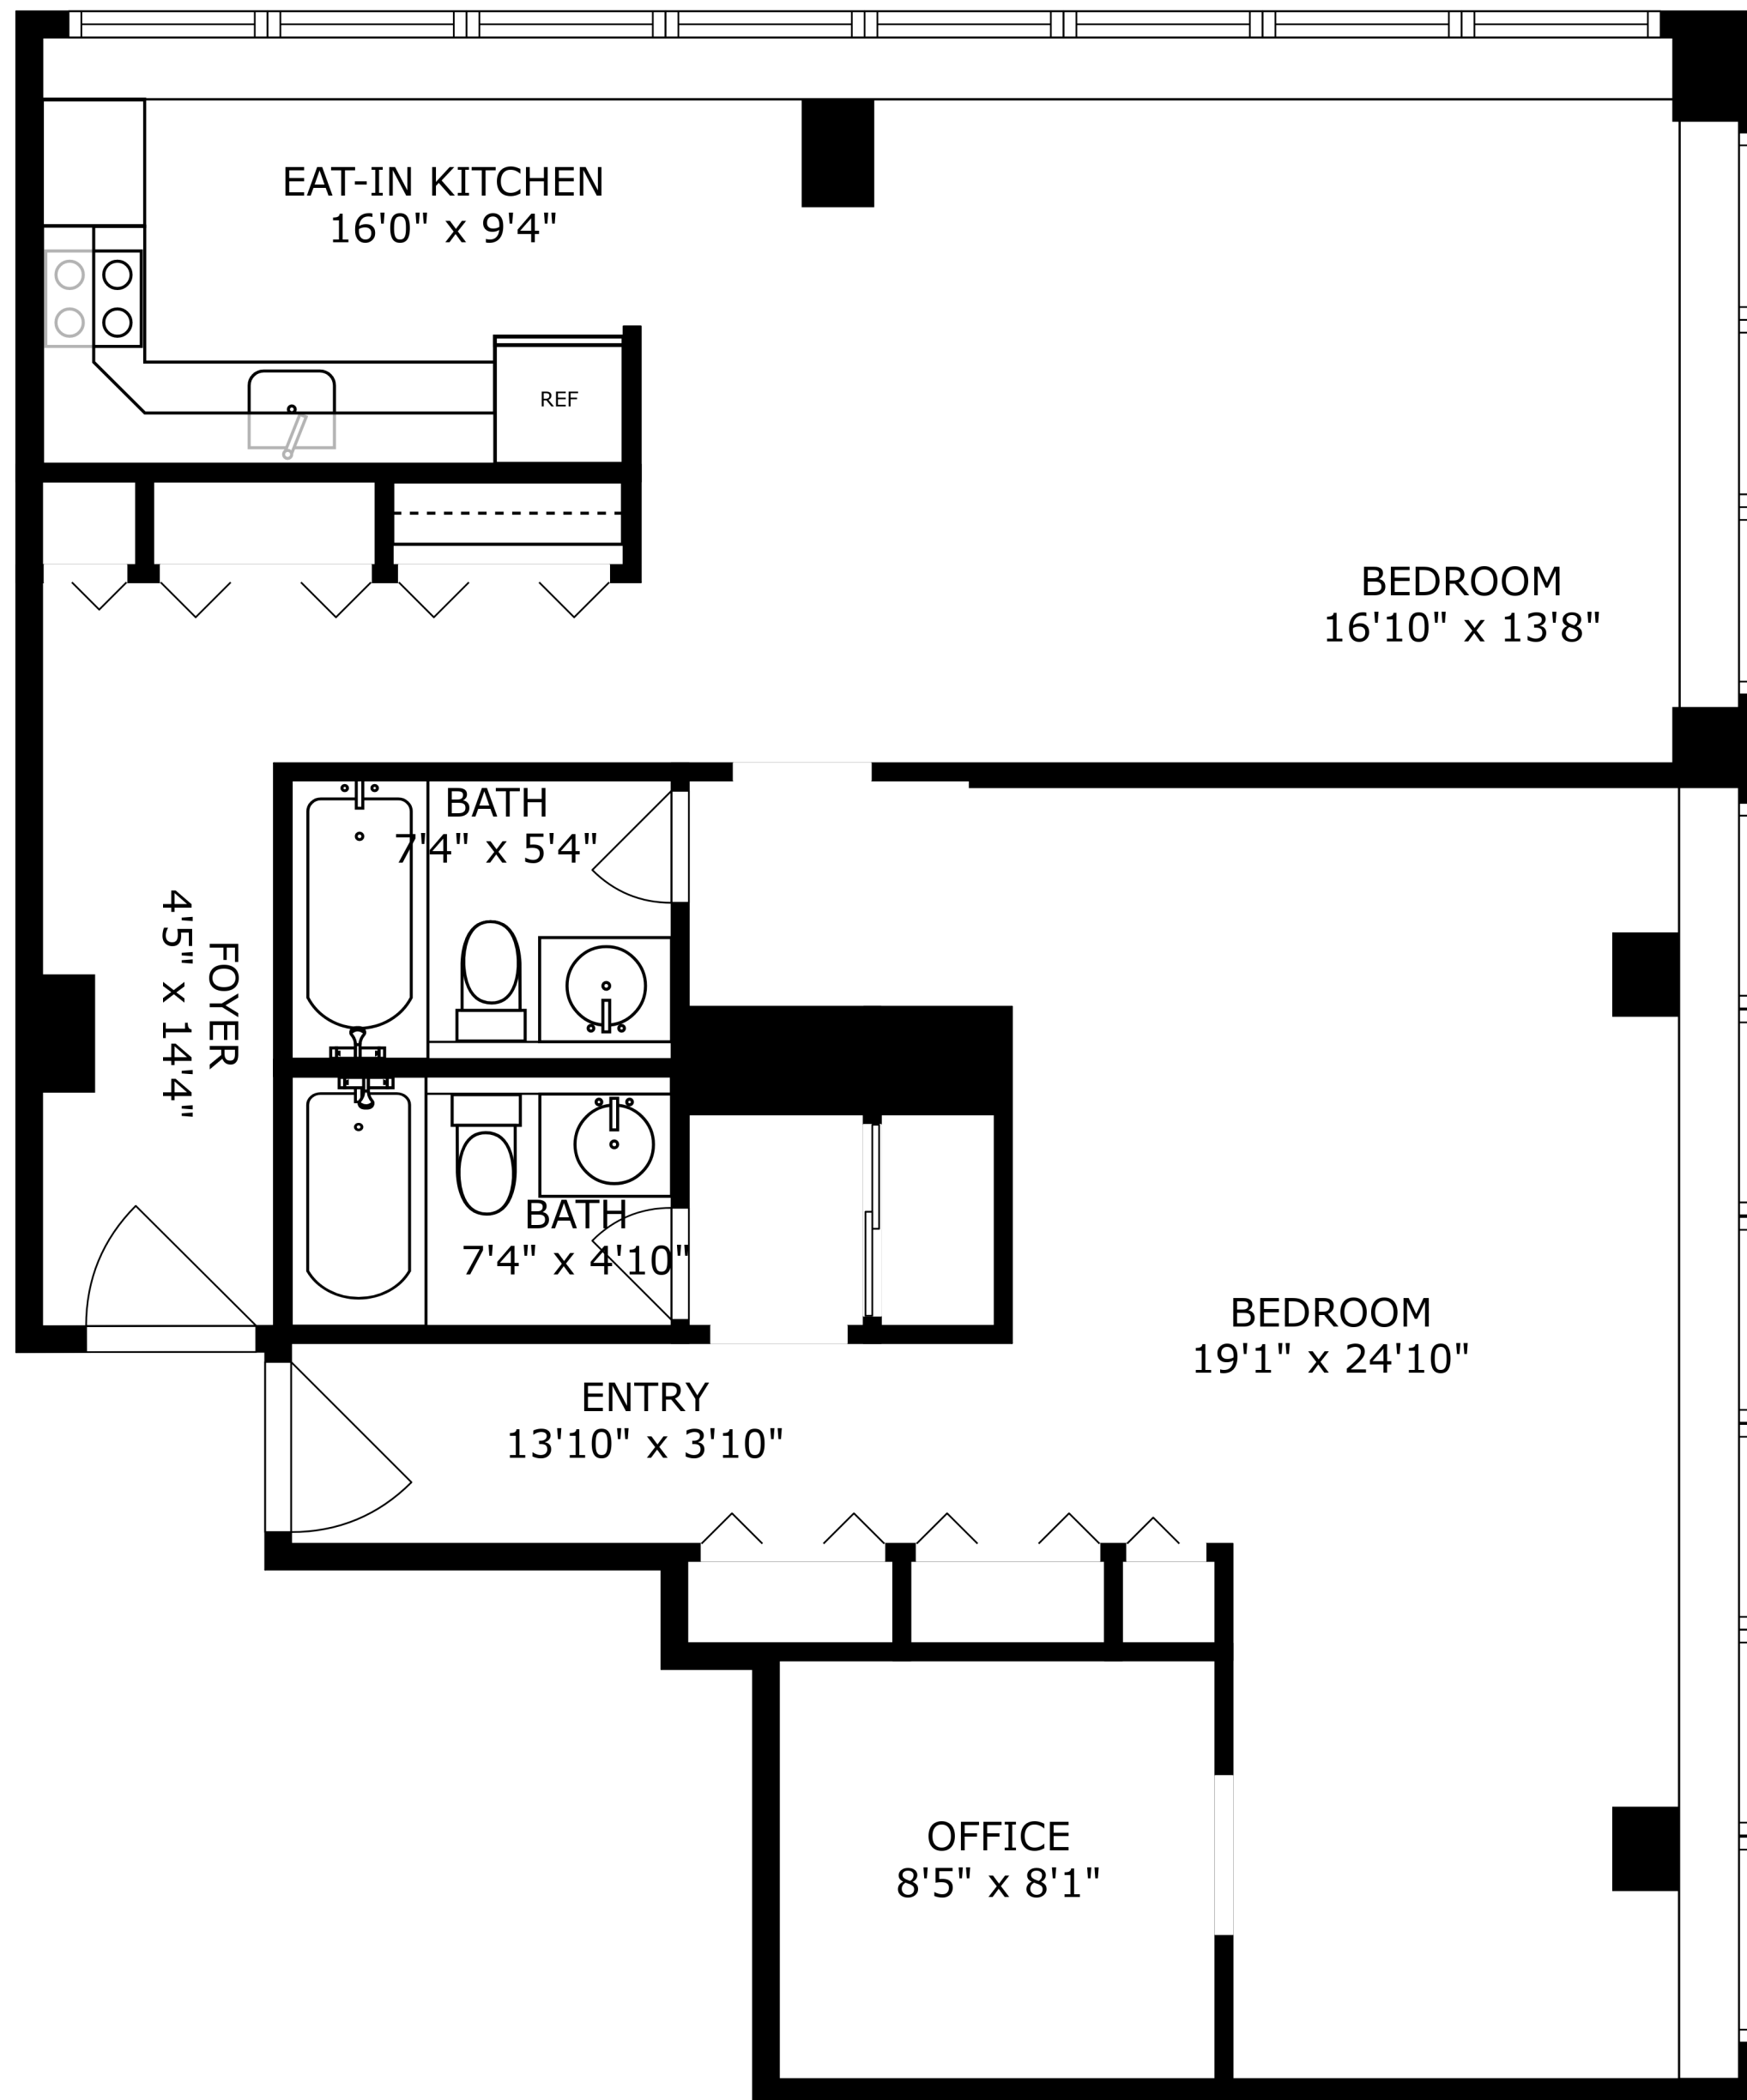 EAT-IN KITCHEN
16'0" x 9'4"
REF
BEDROOM
16'10" x 13'8"
BATH
7'4" x 5'4"
FOYER
4'5" x 14'4"
BATH
7'4" x 4'10"
BEDROOM
19'1" x 24'10"
ENTRY
13'10" x 3'10"
OFFICE
8'5" x 8'1"